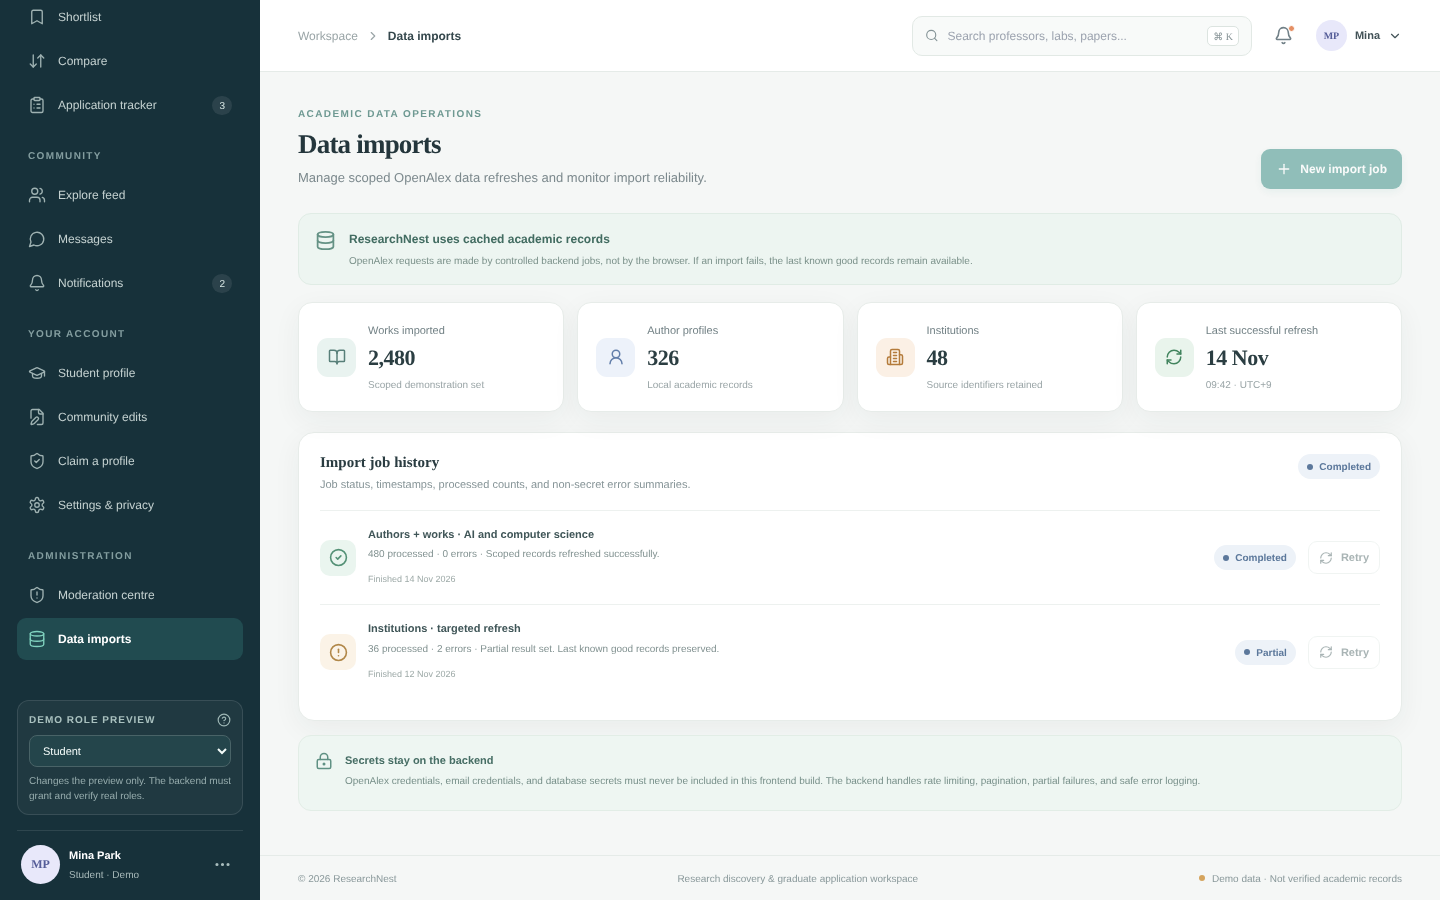 Shortlist
Compare
Application tracker 3
COMMUNITY
Explore feed
Messages
Notifications 2
YOUR ACCOUNT
Student profile
Community edits
Claim a profile
Settings & privacy
ADMINISTRATION
Moderation centre
Data imports
DEMO ROLE PREVIEW
Student
Changes the preview only. The backend must
grant and verify real roles.
MP Mina Park
Student · Demo
Workspace Data imports
Search professors, labs, papers... ⌘ K
MP Mina
ACADEMIC DATA OPERATIONS
Data imports
Manage scoped OpenAlex data refreshes and monitor import reliability.
New import job
ResearchNest uses cached academic records
OpenAlex requests are made by controlled backend jobs, not by the browser. If an import fails, the last known good records remain available.
Works imported
2,480
Scoped demonstration set
Author profiles
326
Local academic records
Institutions
48
Source identifiers retained
Last successful refresh
14 Nov
09:42 · UTC+9
Import job history
Completed
Job status, timestamps, processed counts, and non-secret error summaries.
Authors + works · AI and computer science
480 processed · 0 errors · Scoped records refreshed successfully.
Finished 14 Nov 2026
Completed Retry
Institutions · targeted refresh
36 processed · 2 errors · Partial result set. Last known good records preserved.
Finished 12 Nov 2026
Partial Retry
Secrets stay on the backend
OpenAlex credentials, email credentials, and database secrets must never be included in this frontend build. The backend handles rate limiting, pagination, partial failures, and safe error logging.
© 2026 ResearchNest
Research discovery & graduate application workspace
Demo data · Not verified academic records